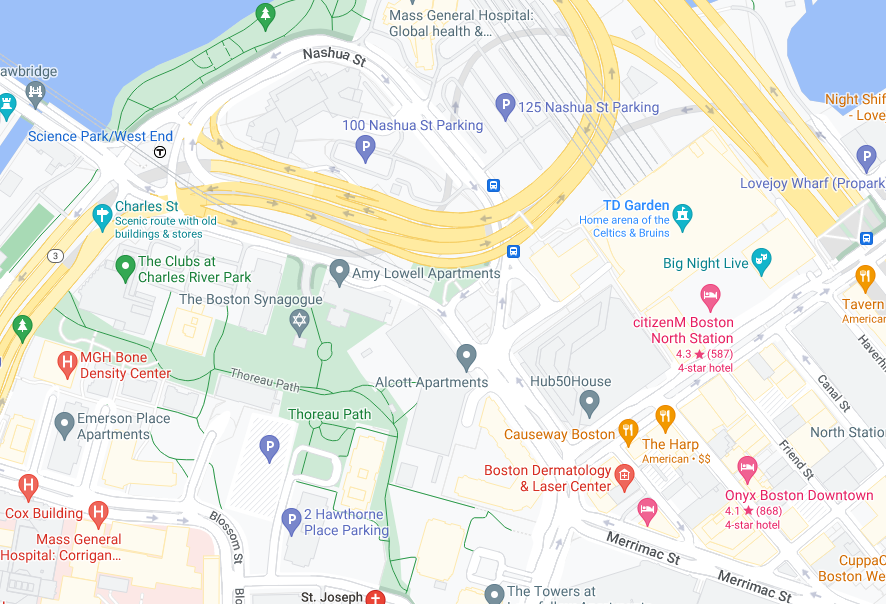 Mass General Hospital:
Global health &...
Nashua St
awbridge
Night Shif
- Love
125 Nashua St Parking
100 Nashua St Parking
Science Park/West End
Lovejoy Wharf (Propark
Charles St
Scenic route with old
buildings & stores
TD Garden
Home arena of the
Celtics & Bruins
3
The Clubs at
Charles River Park
Amy Lowell Apartments
Big Night Live
The Boston Synagogue
Tavern
American
citizenM Boston
North Station
4.3 ★ (587)
4-star hotel
MGH Bone
Density Center
Thoreau Path
Alcott Apartments
Hub50House
Haverhi
Canal St
Thoreau Path
Emerson Place
Apartments
Causeway Boston
The Harp
American • $$
North Statio
Friend St
Boston Dermatology
& Laser Center
Onyx Boston Downtown
4.1 ★ (868)
4-star hotel
Cox Building
2 Hawthorne
Place Parking
Blossom St
Mass General
Hospital: Corrigan...
Merrimac St
CuppaC
Boston We
Merrimac St
Blo
St. Joseph
The Towers at